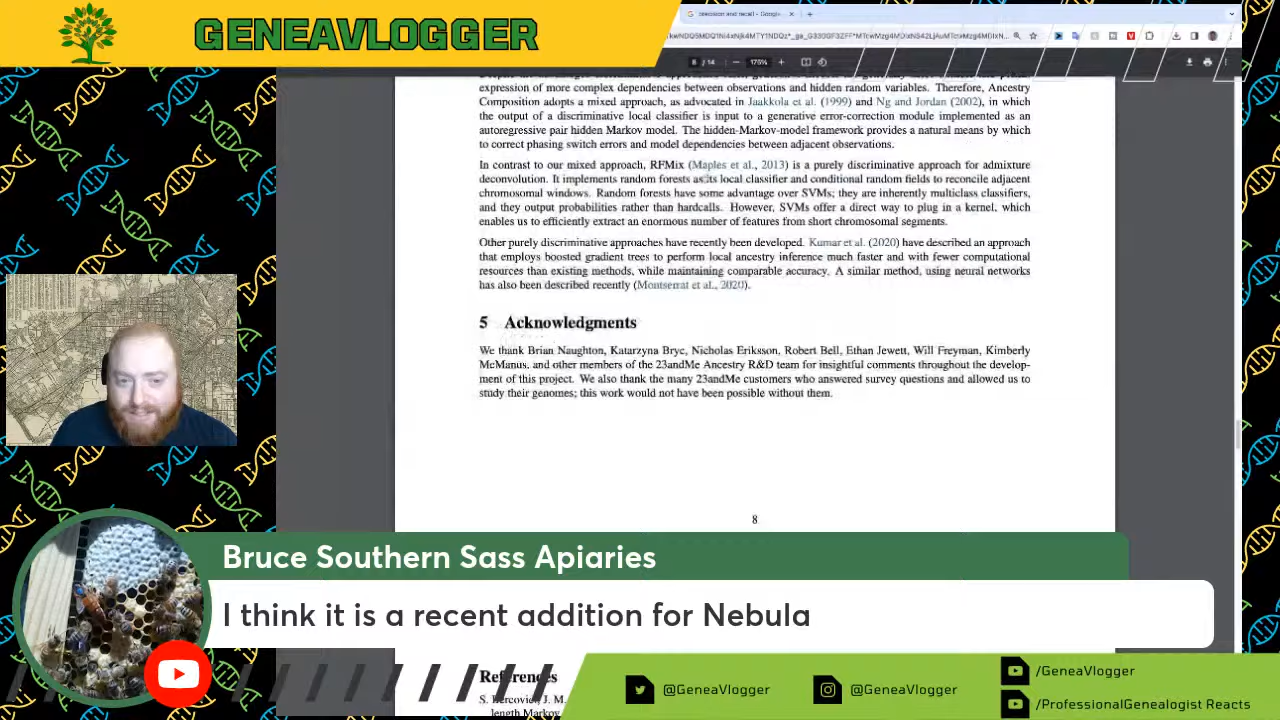 GENEAVLOGGER
precision and recall - Google
8 / 14
175%
expression of more complex dependencies between observations and hidden random variables. Therefore, Ancestry
Composition adopts a mixed approach, as advocated in Jaakkola et al. (1999) and Ng and Jordan (2002), in which
the output of a discriminative local classifier is input to a generative error-correction module implemented as an
autoregressive pair hidden Markov model. The hidden-Markov-model framework provides a natural means by which
to correct phasing switch errors and model dependencies between adjacent observations.
In contrast to our mixed approach, RFMix (Maples et al., 2013) is a purely discriminative approach for admixture
deconvolution. It implements random forests as its local classifier and conditional random fields to reconcile adjacent
chromosomal windows. Random forests have some advantage over SVMs; they are inherently multiclass classifiers,
and they output probabilities rather than hardcalls. However, SVMs offer a direct way to plug in a kernel, which
enables us to efficiently extract an enormous number of features from short chromosomal segments.
Other purely discriminative approaches have recently been developed. Kumar et al. (2020) have described an approach
that employs boosted gradient trees to perform local ancestry inference much faster and with fewer computational
resources than existing methods, while maintaining comparable accuracy. A similar method, using neural networks
has also been described recently (Montserrat et al., 2020).
5 Acknowledgments
We thank Brian Naughton, Katarzyna Bryc, Nicholas Eriksson, Robert Bell, Ethan Jewett, Will Freyman, Kimberly
McManus, and other members of the 23andMe Ancestry R&D team for insightful comments throughout the develop-
ment of this project. We also thank the many 23andMe customers who answered survey questions and allowed us to
study their genomes; this work would not have been possible without them.
8
Bruce Southern Sass Apiaries
I think it is a recent addition for Nebula
References
S. Bercovici, J. M.
length Markov
@GeneaVlogger
@GeneaVlogger
/GeneaVlogger
/ProfessionalGenealogist Reacts